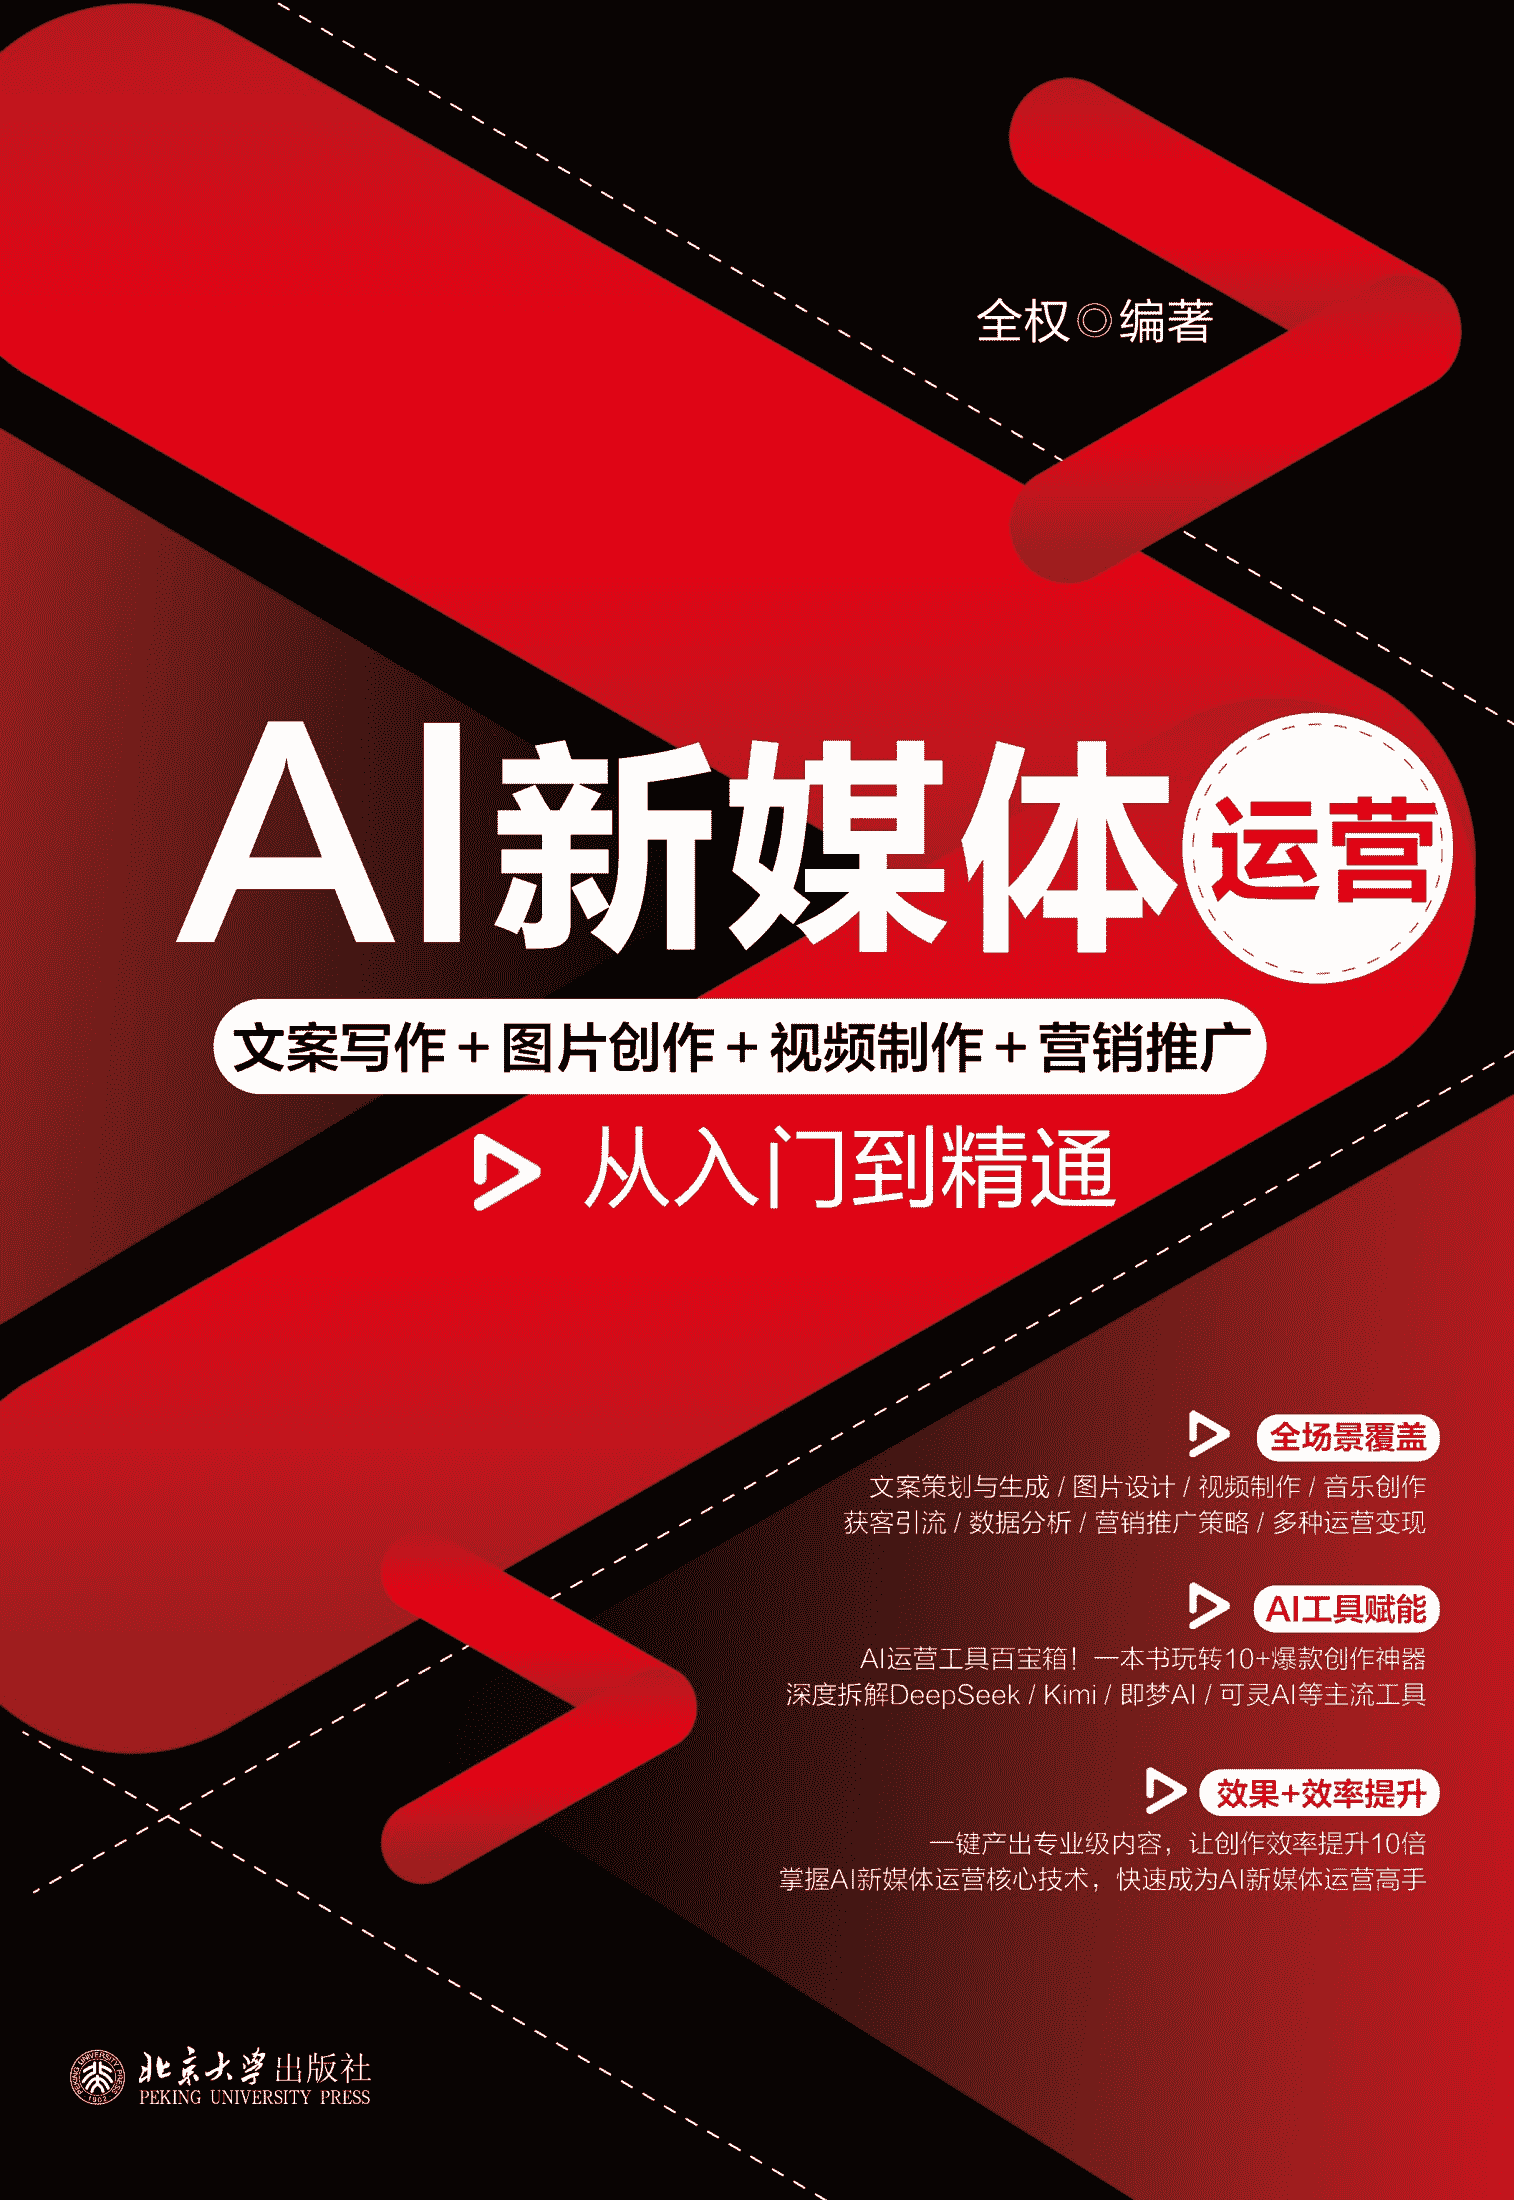 全权◎编著
AI新媒体运营
文案写作+图片创作+视频制作+营销推广
从入门到精通
全场景覆盖
文案策划与生成 / 图片设计 / 视频制作 / 音乐创作
获客引流 / 数据分析 / 营销推广策略 / 多种运营变现
AI工具赋能
AI运营工具百宝箱！一本书玩转10+爆款创作神器
深度拆解DeepSeek / Kimi / 即梦AI / 可灵AI等主流工具
效果+效率提升
一键产出专业级内容，让创作效率提升10倍
掌握AI新媒体运营核心技术，快速成为AI新媒体运营高手
北京大学出版社
PEKING UNIVERSITY PRESS
PEKING UNIVERSITY PRESS
1902